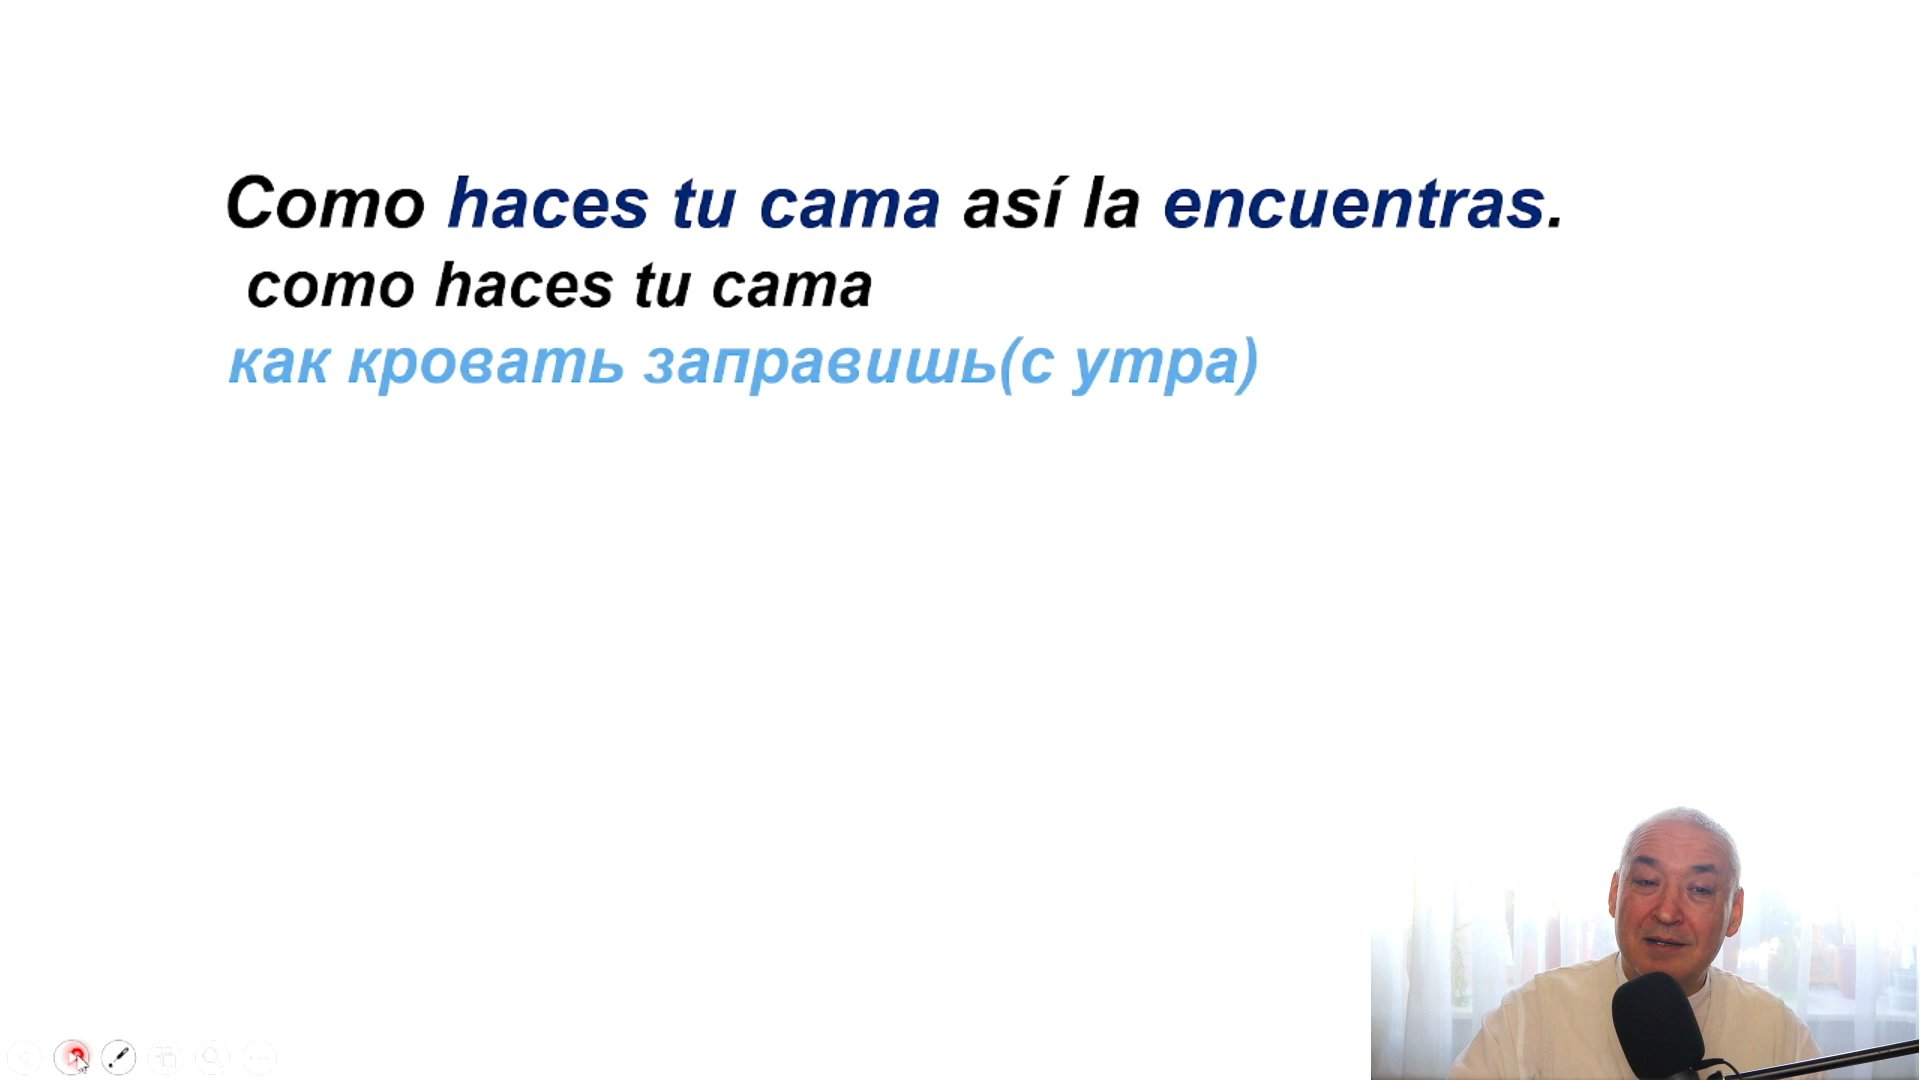 Como haces tu cama así la encuentras.
como haces tu cama
как кровать заправишь(с утра)